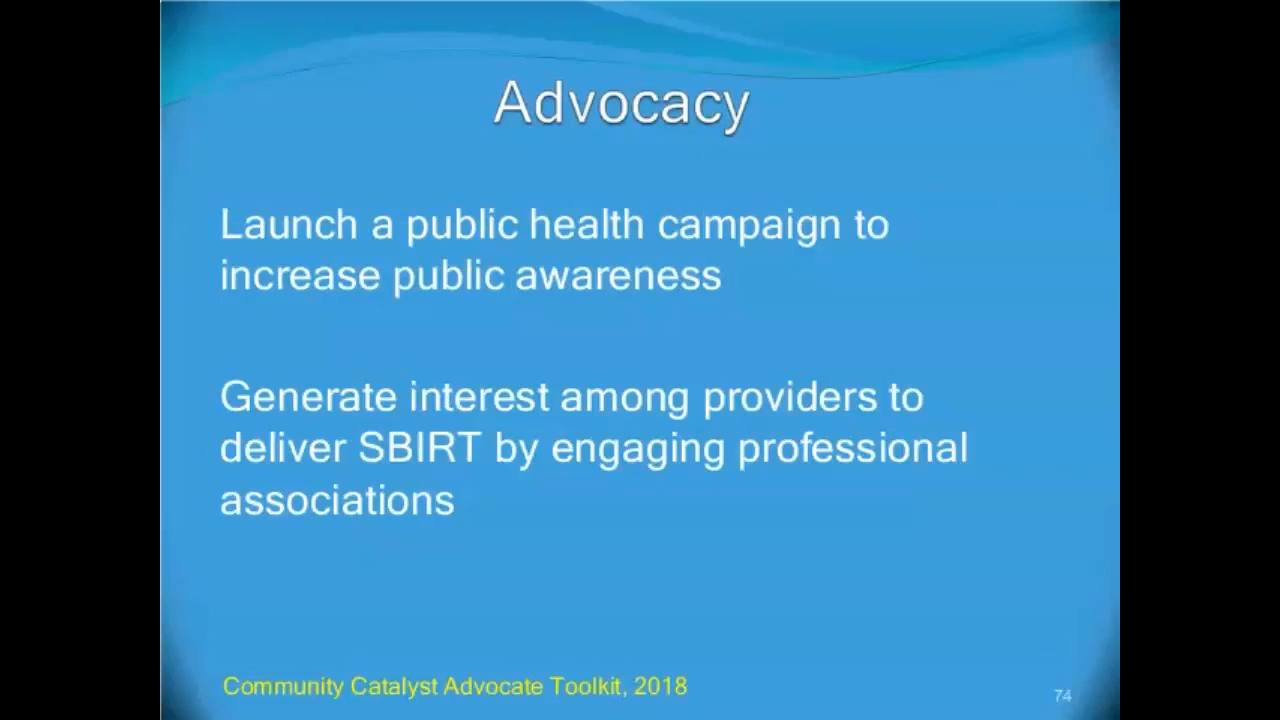 Advocacy
Launch a public health campaign to
increase public awareness
Generate interest among providers to
deliver SBIRT by engaging professional
associations
Community Catalyst Advocate Toolkit, 2018
74